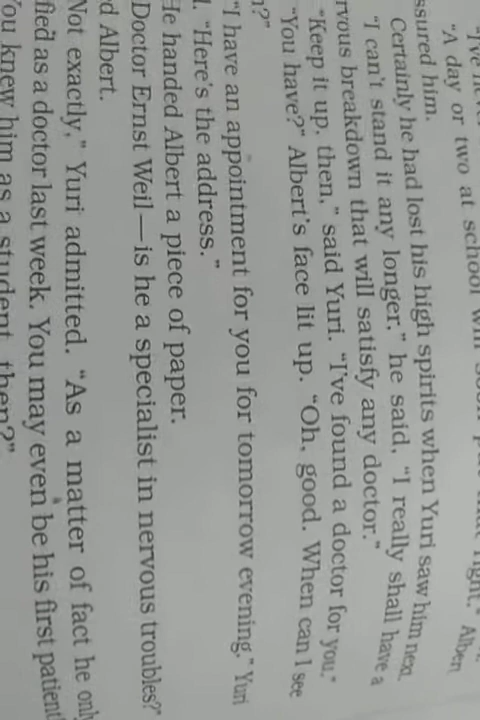 "I've never
"A day or two at school will soon put that right," Albert
ssured him.
Certainly he had lost his high spirits when Yuri saw him next.
"I can't stand it any longer," he said, "I really shall have a
rvous breakdown that will satisfy any doctor."
"Keep it up, then," said Yuri. "I've found a doctor for you."
"You have?" Albert's face lit up. "Oh, good. When can I see
?"
"I have an appointment for you for tomorrow evening." Yuri
. "Here's the address."
He handed Albert a piece of paper.
Doctor Ernst Weil—is he a specialist in nervous troubles?"
d Albert.
Not exactly," Yuri admitted. "As a matter of fact he only
fied as a doctor last week. You may even be his first patient
You knew him as a student, then?"